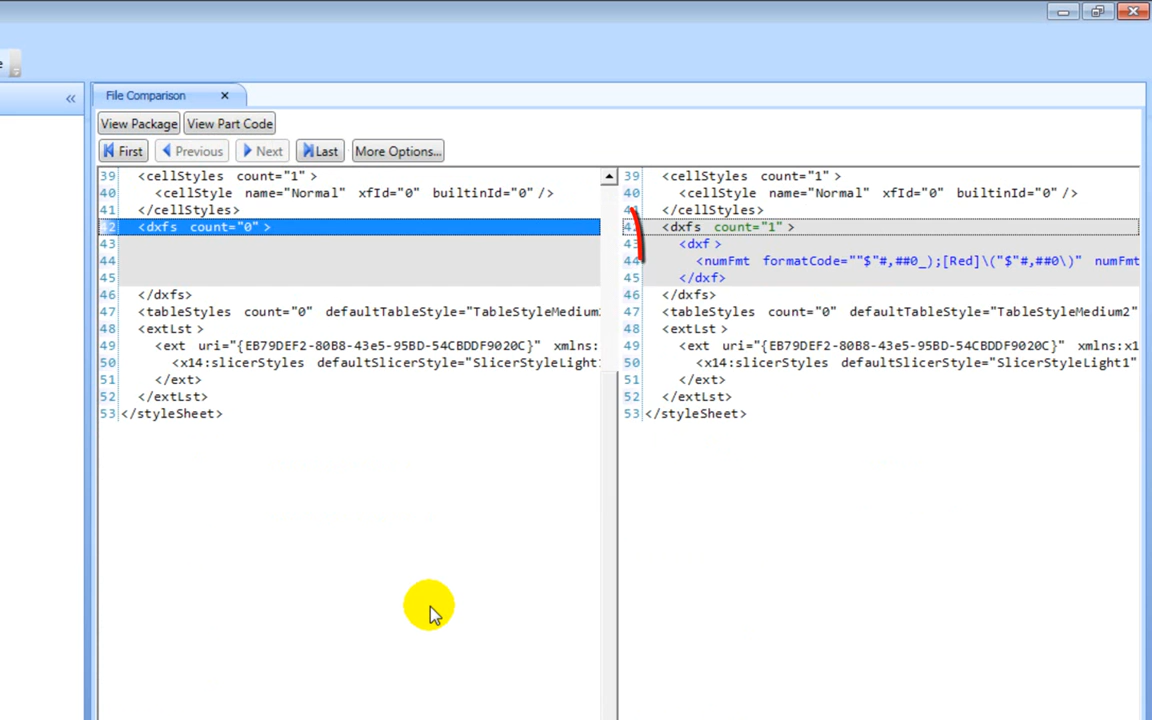 e
File Comparison
View Package View Part Code
First Previous Next Last More Options...
39 <cellStyles count="1" >
40 <cellStyle name="Normal" xfId="0" builtinId="0" />
41 </cellStyles>
42 <dxfs count="0" >
43
44
45
46 </dxfs>
47 <tableStyles count="0" defaultTableStyle="TableStyleMedium2
48 <extLst >
49 <ext uri="{EB79DEF2-80B8-43e5-95BD-54CBDDF9020C}" xmlns:
50 <x14:slicerStyles defaultSlicerStyle="SlicerStyleLight1
51 </ext>
52 </extLst>
53 </styleSheet>
39 <cellStyles count="1" >
40 <cellStyle name="Normal" xfId="0" builtinId="0" />
41 </cellStyles>
42 <dxfs count="1" >
43 <dxf >
44 <numFmt formatCode=""$"#,##0_);[Red]\("$"#,##0\)" numFmt
45 </dxf>
46 </dxfs>
47 <tableStyles count="0" defaultTableStyle="TableStyleMedium2"
48 <extLst >
49 <ext uri="{EB79DEF2-80B8-43e5-95BD-54CBDDF9020C}" xmlns:x1
50 <x14:slicerStyles defaultSlicerStyle="SlicerStyleLight1"
51 </ext>
52 </extLst>
53 </styleSheet>